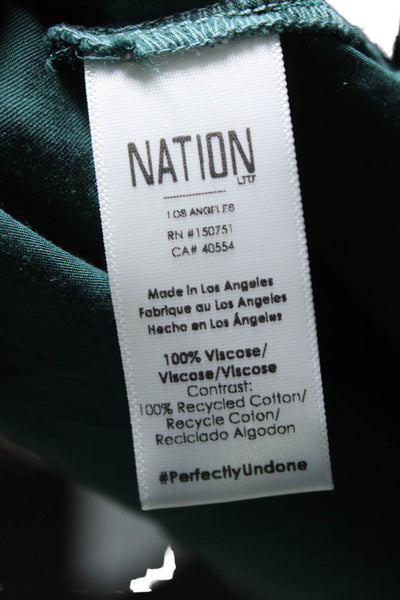 NATION
LTD
LOS ANGELES
RN #150751
CA# 40554
Made in Los Angeles
Fabrique au Los Angeles
Hecho en Los Ángeles
100% Viscose/
Viscose/Viscose
Contrast:
100% Recycled Cotton/
Recycle Coton/
Reciclado Algodon
#PerfectlyUndone